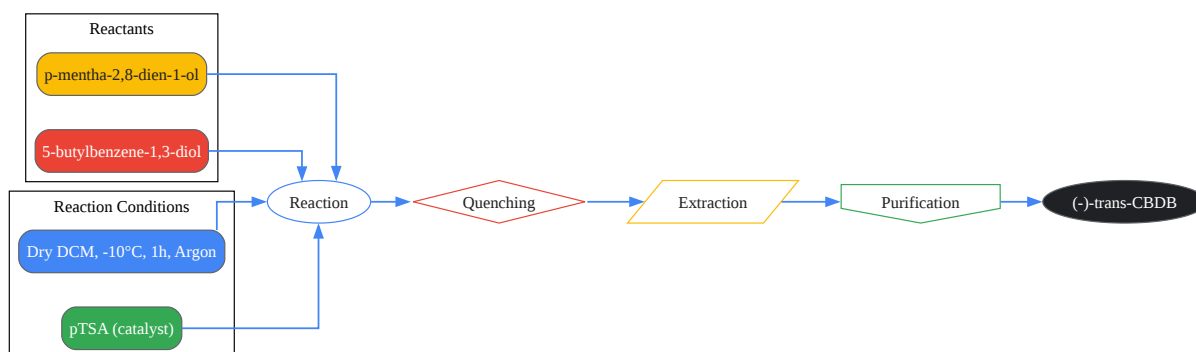 Reactants
p-mentha-2,8-dien-1-ol
5-butylbenzene-1,3-diol
Reaction Conditions
Dry DCM, -10°C, 1h, Argon
pTSA (catalyst)
Reaction
Quenching
Extraction
Purification
(-)-trans-CBDB